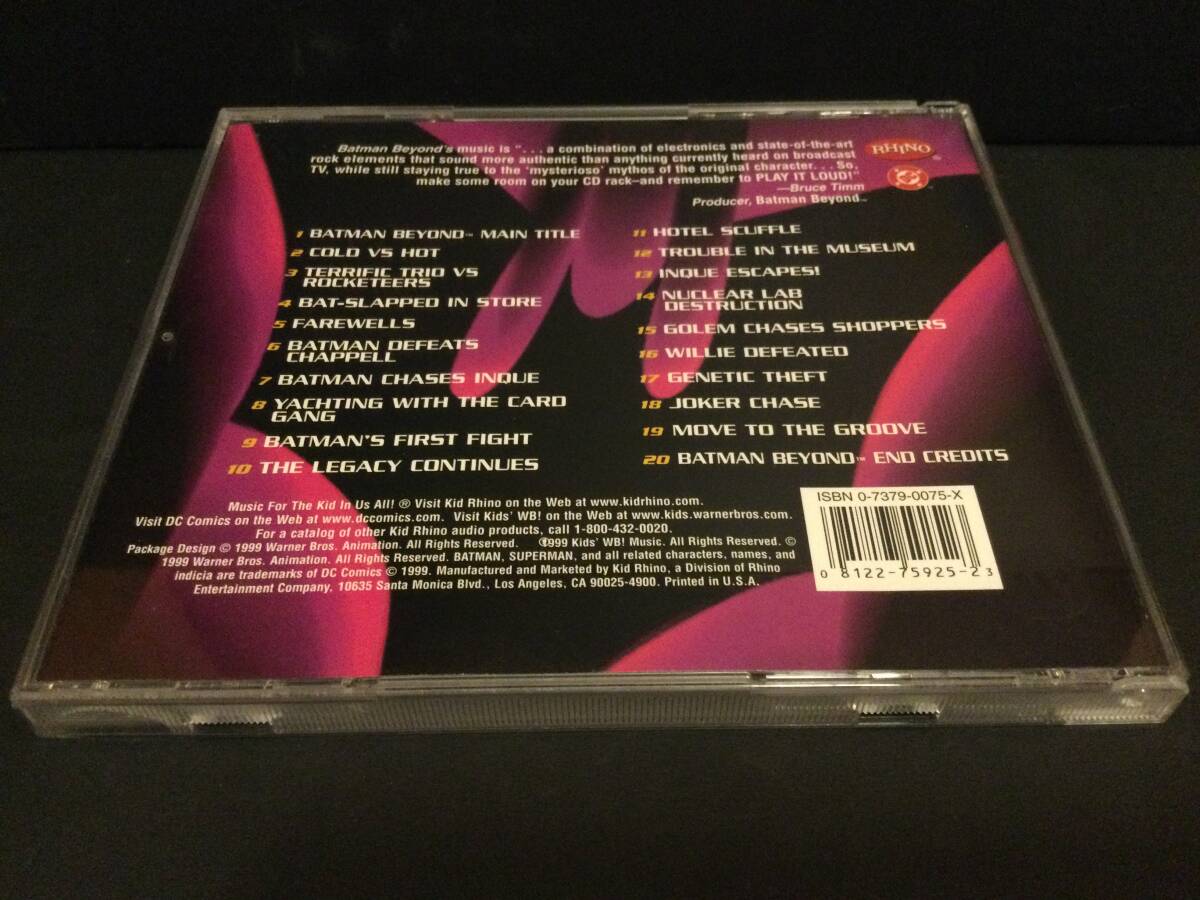 Batman Beyond's music is “. . . a combination of electronics and state-of-the-art
rock elements that sound more authentic than anything currently heard on broadcast
TV, while still staying true to the ‘mysterioso’ mythos of the original character. . . So,
make some room on your CD rack—and remember to PLAY IT LOUD!”
—Bruce Timm
Producer, Batman Beyond™
RHINO®
DC™
1 BATMAN BEYOND™ MAIN TITLE
2 COLD VS HOT
3 TERRIFIC TRIO VS
ROCKETEERS
4 BAT-SLAPPED IN STORE
5 FAREWELLS
6 BATMAN DEFEATS
CHAPPELL
7 BATMAN CHASES INQUE
8 YACHTING WITH THE CARD
GANG
9 BATMAN'S FIRST FIGHT
10 THE LEGACY CONTINUES
11 HOTEL SCUFFLE
12 TROUBLE IN THE MUSEUM
13 INQUE ESCAPES!
14 NUCLEAR LAB
DESTRUCTION
15 GOLEM CHASES SHOPPERS
16 WILLIE DEFEATED
17 GENETIC THEFT
18 JOKER CHASE
19 MOVE TO THE GROOVE
20 BATMAN BEYOND™ END CREDITS
Music For The Kid In Us All! ® Visit Kid Rhino on the Web at www.kidrhino.com.
Visit DC Comics on the Web at www.dccomics.com. Visit Kids' WB! on the Web at www.kids.warnerbros.com.
For a catalog of other Kid Rhino audio products, call 1-800-432-0020.
Package Design © 1999 Warner Bros. Animation. All Rights Reserved. ℗1999 Kids' WB! Music. All Rights Reserved. ©
1999 Warner Bros. Animation. All Rights Reserved. BATMAN, SUPERMAN, and all related characters, names, and
indicia are trademarks of DC Comics © 1999. Manufactured and Marketed by Kid Rhino, a Division of Rhino
Entertainment Company, 10635 Santa Monica Blvd., Los Angeles, CA 90025-4900. Printed in U.S.A.
ISBN 0-7379-0075-X
0 81227-75925-2 3